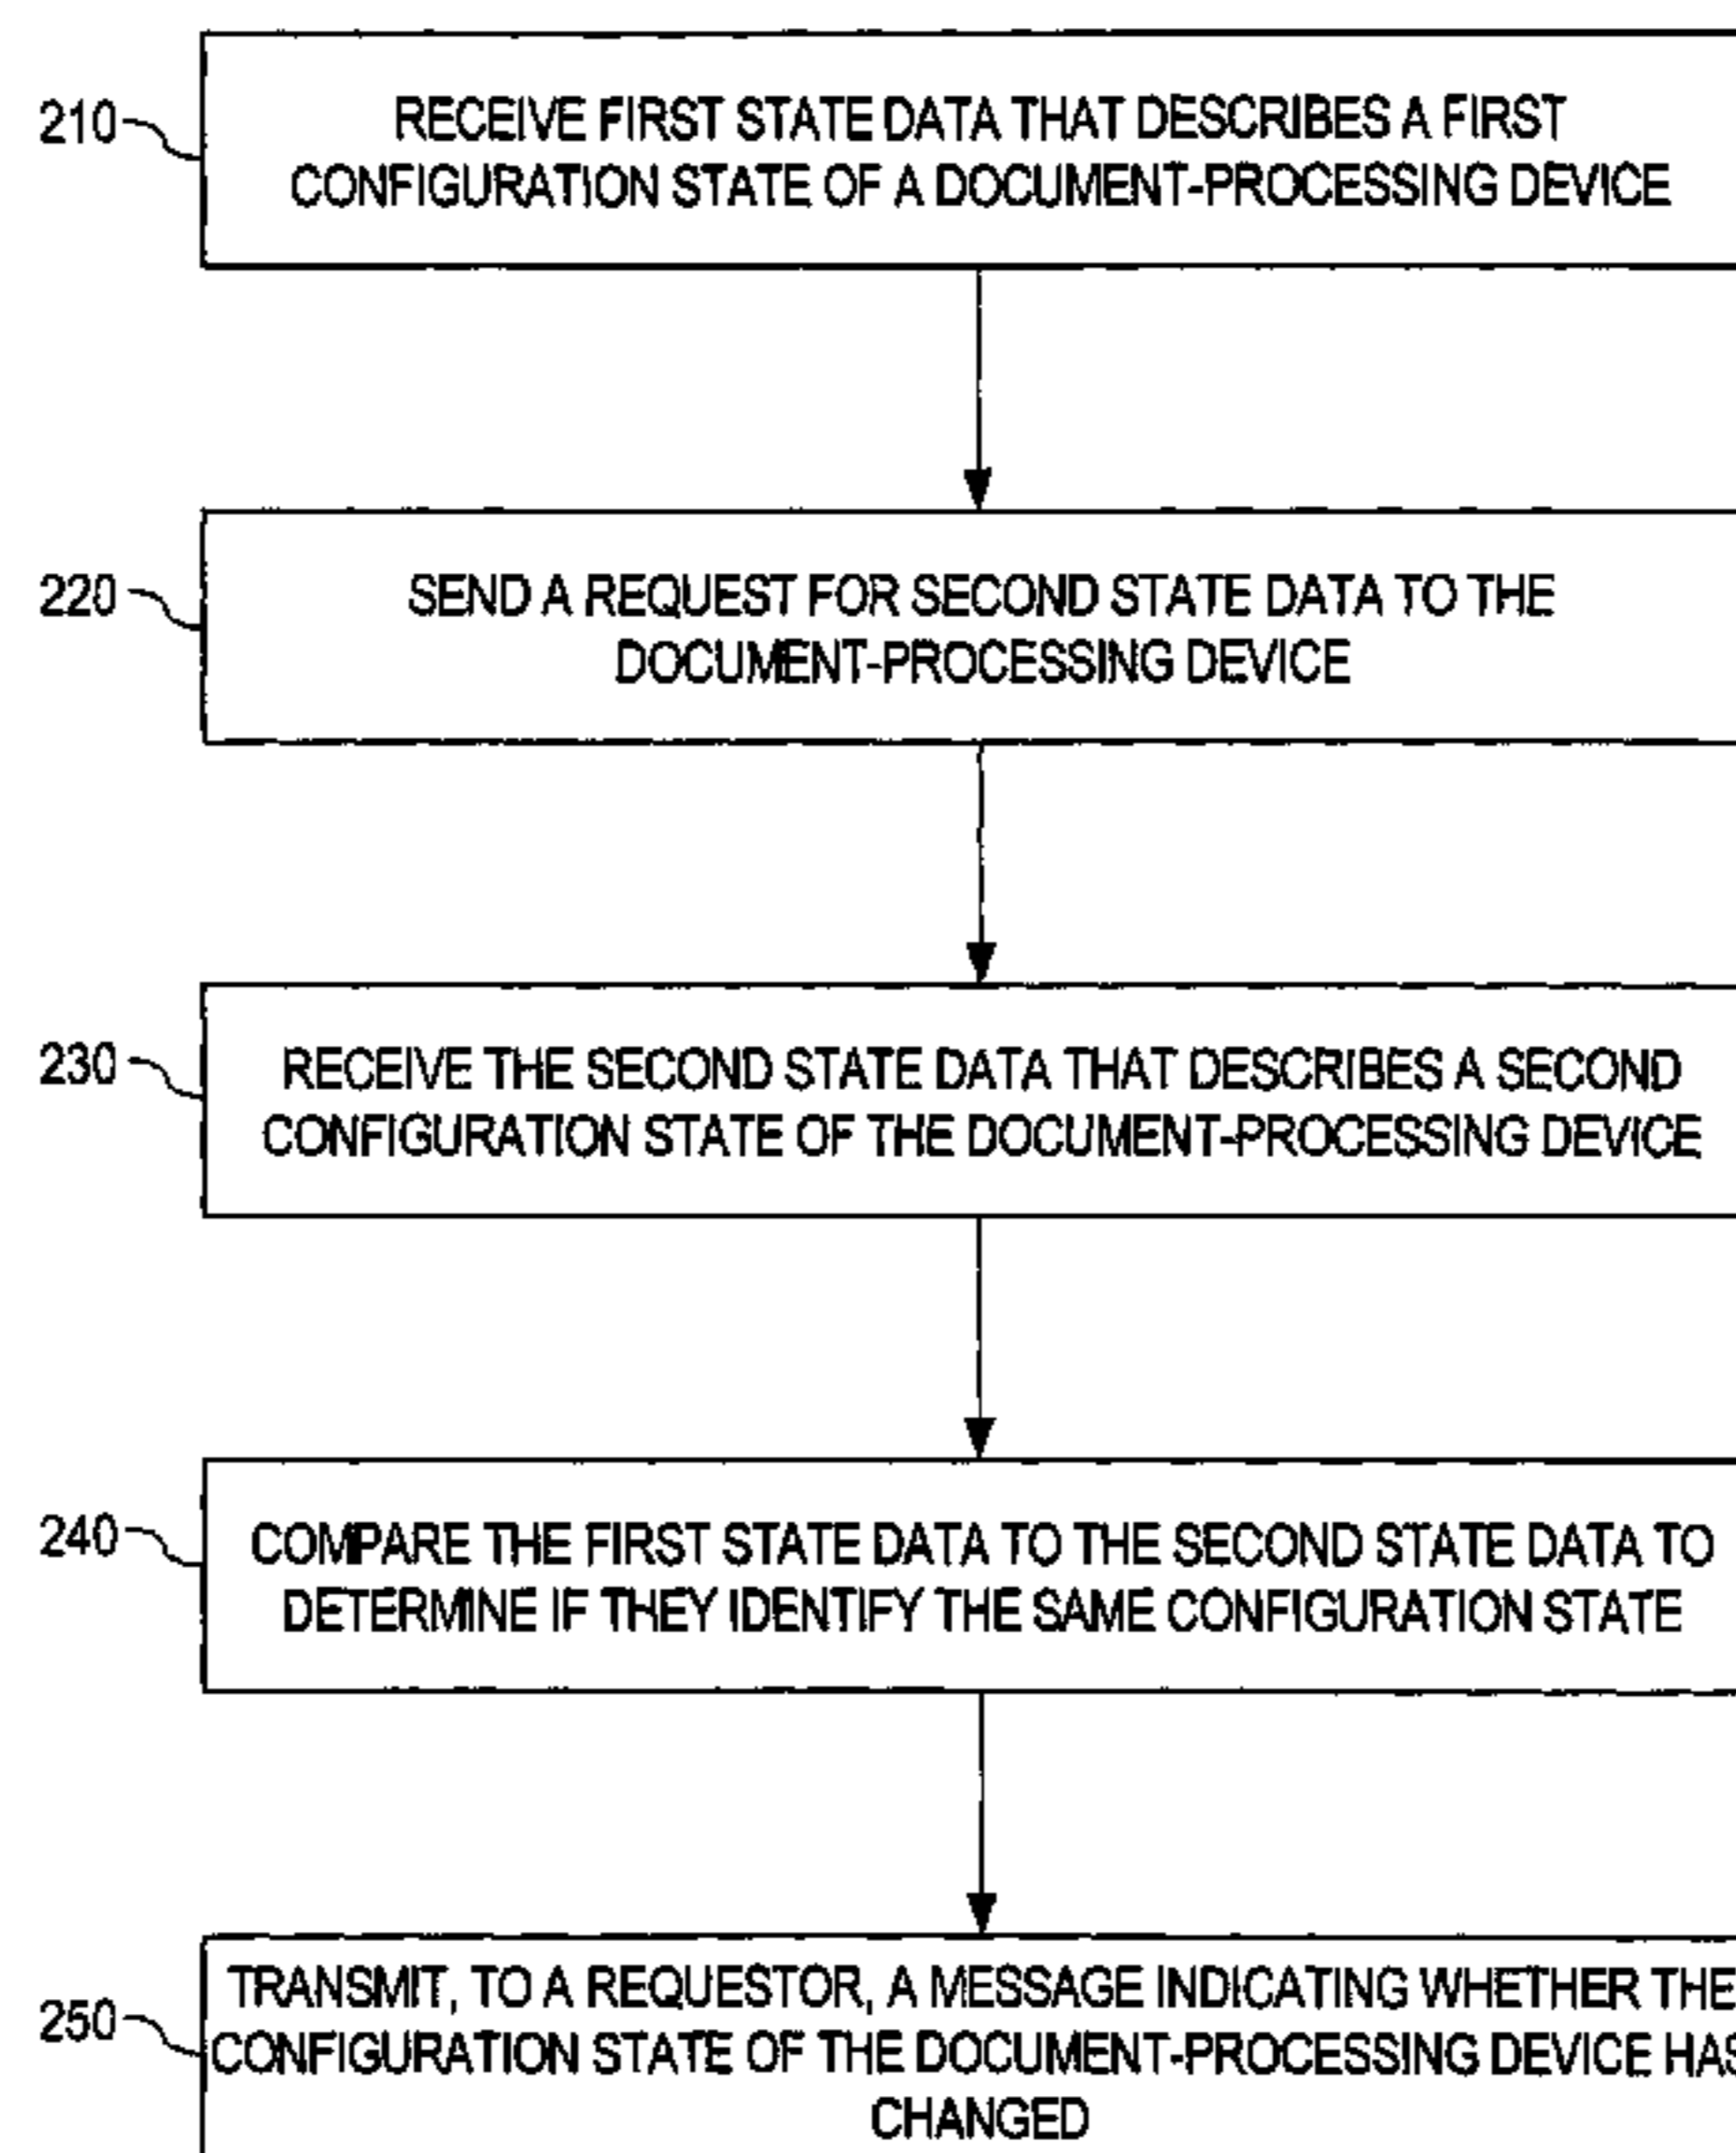 210
RECEIVE FIRST STATE DATA THAT DESCRIBES A FIRST
CONFIGURATION STATE OF A DOCUMENT-PROCESSING DEVICE
220
SEND A REQUEST FOR SECOND STATE DATA TO THE
DOCUMENT-PROCESSING DEVICE
230
RECEIVE THE SECOND STATE DATA THAT DESCRIBES A SECOND
CONFIGURATION STATE OF THE DOCUMENT-PROCESSING DEVICE
240
COMPARE THE FIRST STATE DATA TO THE SECOND STATE DATA TO
DETERMINE IF THEY IDENTIFY THE SAME CONFIGURATION STATE
250
TRANSMIT, TO A REQUESTOR, A MESSAGE INDICATING WHETHER THE
CONFIGURATION STATE OF THE DOCUMENT-PROCESSING DEVICE HAS
CHANGED